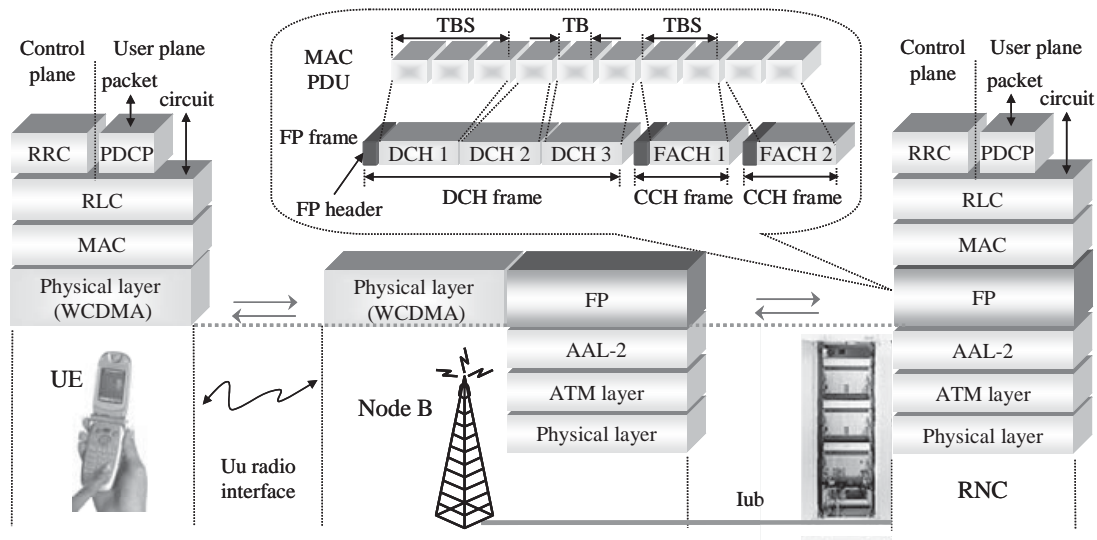 TBS
TB
TBS
MAC
PDU
FP frame
DCH 1
DCH 2
DCH 3
FACH 1
FACH 2
FP header
DCH frame
CCH frame
CCH frame
Control
plane
User plane
packet
circuit
RRC
PDCP
RLC
MAC
Physical layer
(WCDMA)
UE
Uu radio
interface
Physical layer
(WCDMA)
Node B
FP
AAL-2
ATM layer
Physical layer
Iub
Control
plane
User plane
packet
circuit
RRC
PDCP
RLC
MAC
FP
AAL-2
ATM layer
Physical layer
RNC